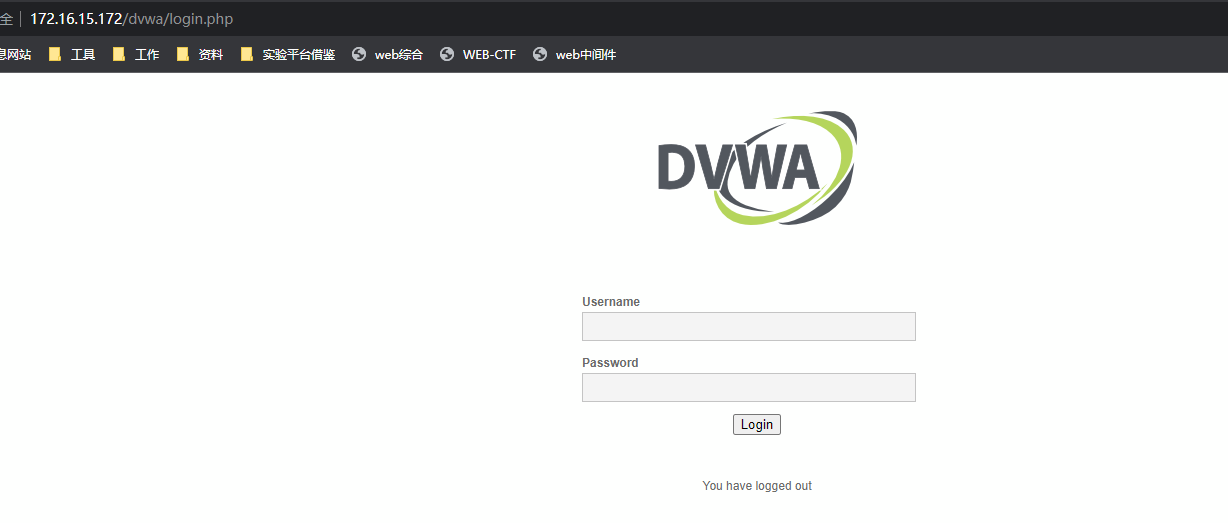 全 172.16.15.172/dvwa/login.php
息网站 工具 工作 资料 实验平台借鉴 web综合 WEB-CTF web中间件
DVWA
Username
Password
Login
You have logged out